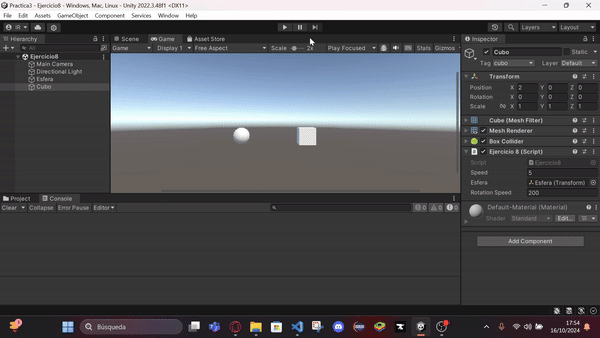 Practica3 - Ejercicio8 - Windows, Mac, Linux - Unity 2022.3.48f1 <DX11>
File Edit Assets GameObject Component Services Window Help
IR
Layers Layout
Hierarchy
All
Ejercicio8
Main Camera
Directional Light
Esfera
Cubo
Scene Game Asset Store
Game Display 1 Free Aspect Scale 2x Play Focused Stats Gizmos
Inspector
Cubo Static
Tag cubo Layer Default
Transform
Position X 2 Y 0 Z 0
Rotation X 0 Y 0 Z 0
Scale X 1 Y 1 Z 1
Cube (Mesh Filter)
Mesh Renderer
Box Collider
Ejercicio 8 (Script)
Script Ejercicio8
Speed 5
Esfera Esfera (Transform)
Rotation Speed 200
Default-Material (Material)
Shader Standard Edit...
Add Component
Project Console
Clear Collapse Error Pause Editor 0 0 0
Búsqueda
17:54
16/10/2024